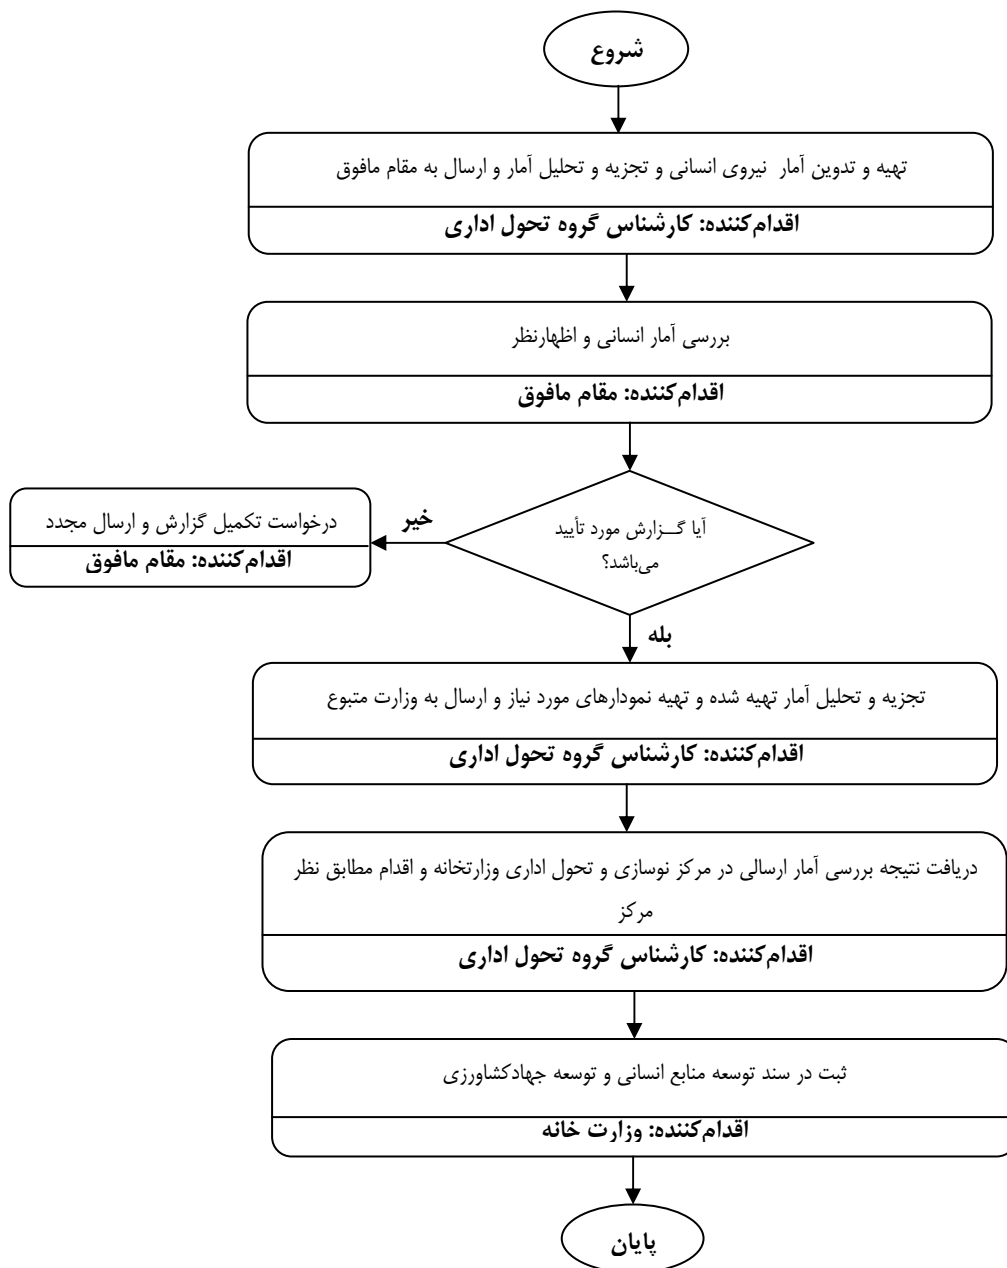 شروع
تهیه و تدوین آمار نیروی انسانی و تجزیه و تحلیل آمار و ارسال به مقام مافوق
اقدام‌کننده: کارشناس گروه تحول اداری
بررسی آمار انسانی و اظهارنظر
اقدام‌کننده: مقام مافوق
آیا گــزارش مورد تأیید
می‌باشد؟
خیر
درخواست تکمیل گزارش و ارسال مجدد
اقدام‌کننده: مقام مافوق
بله
تجزیه و تحلیل آمار تهیه شده و تهیه نمودارهای مورد نیاز و ارسال به وزارت متبوع
اقدام‌کننده: کارشناس گروه تحول اداری
دریافت نتیجه بررسی آمار ارسالی در مرکز نوسازی و تحول اداری وزارتخانه و اقدام مطابق نظر
مرکز
اقدام‌کننده: کارشناس گروه تحول اداری
ثبت در سند توسعه منابع انسانی و توسعه جهادکشاورزی
اقدام‌کننده: وزارت خانه
پایان